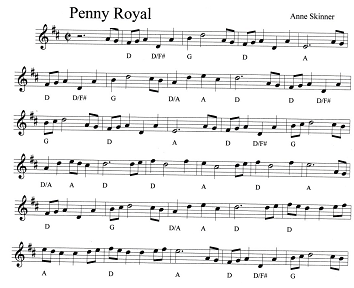 Penny Royal
Anne Skinner
D D/F# G D A
D D/F# G D/A A D D D/F#
G D A D D/F# G
D/A A D D G A D A
D G D A D D
A D G A D D/F# G A